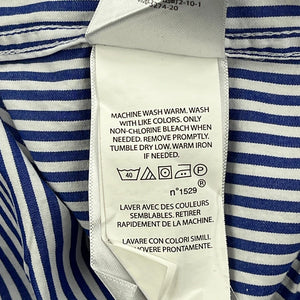 MACHINE WASH WARM. WASH
WITH LIKE COLORS. ONLY
NON-CHLORINE BLEACH WHEN
NEEDED.
REMOVE PROMPTLY.
TUMBLE DRY LOW. WARM IRON
IF NEEDED.
40
n°1529 ®
LAVER AVEC DES COULEURS
SEMBLABLES. RETIRER
RAPIDEMENT DE LA MACHINE.
LAVARE CON COLORI SIMILI.
PROMTAMENTE.